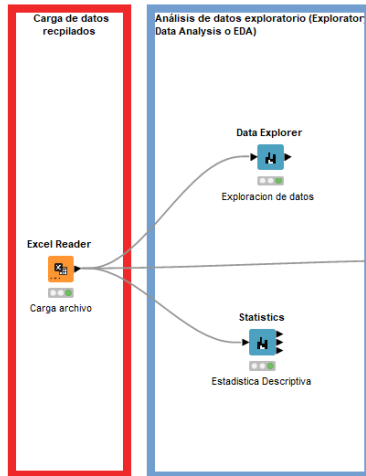 Carga de datos
recpilados
Análisis de datos exploratorio (Explorator
Data Analysis o EDA)
Data Explorer
Exploracion de datos
Excel Reader
Carga archivo
Statistics
Estadistica Descriptiva